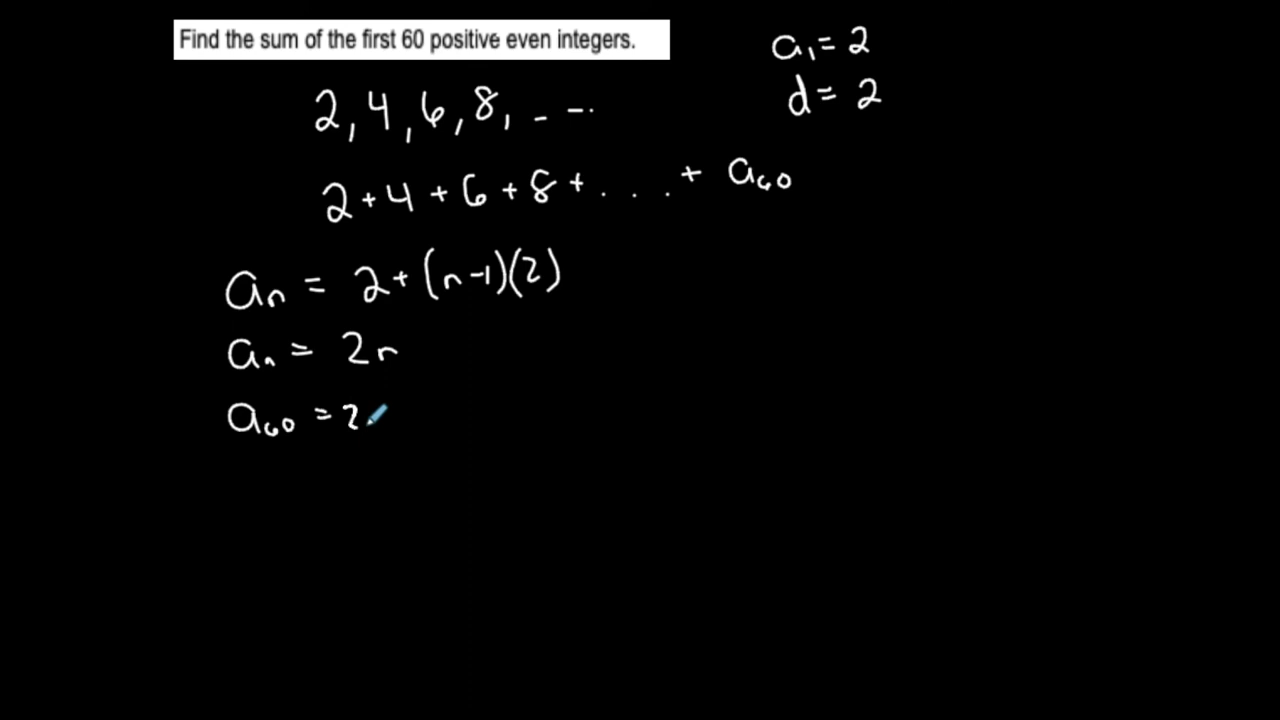 Find the sum of the first 60 positive even integers.
a₁ = 2
d = 2
2, 4, 6, 8, - - ·
2 + 4 + 6 + 8 + . . . + a₆₀
aₙ = 2 + (n - 1)(2)
aₙ = 2n
a₆₀ = 2